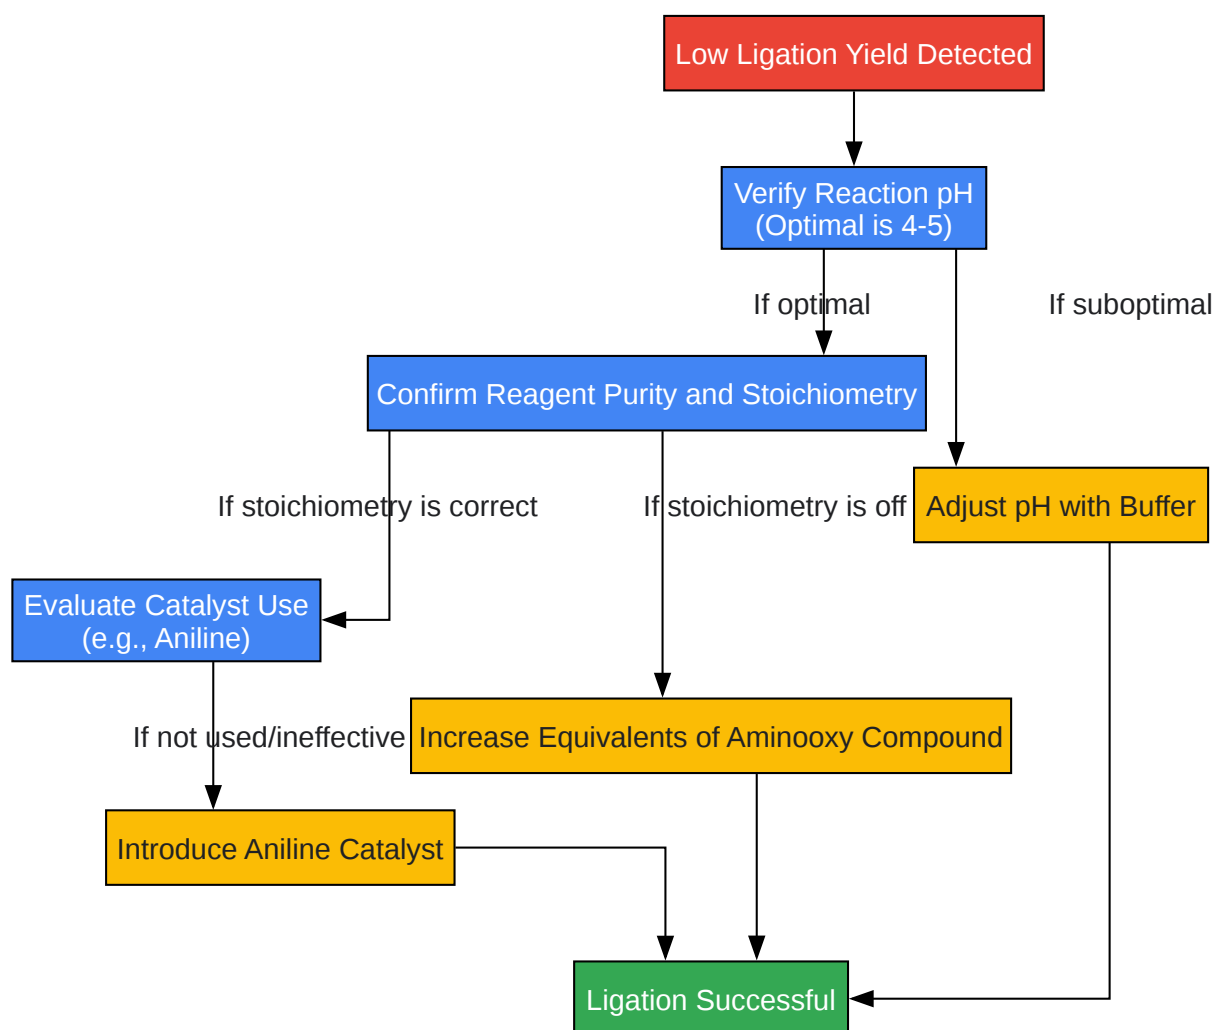 Low Ligation Yield Detected
Verify Reaction pH
(Optimal is 4-5)
If optimal
If suboptimal
Confirm Reagent Purity and Stoichiometry
If stoichiometry is correct
If stoichiometry is off
Adjust pH with Buffer
Evaluate Catalyst Use
(e.g., Aniline)
If not used/ineffective
Increase Equivalents of Aminooxy Compound
Introduce Aniline Catalyst
Ligation Successful